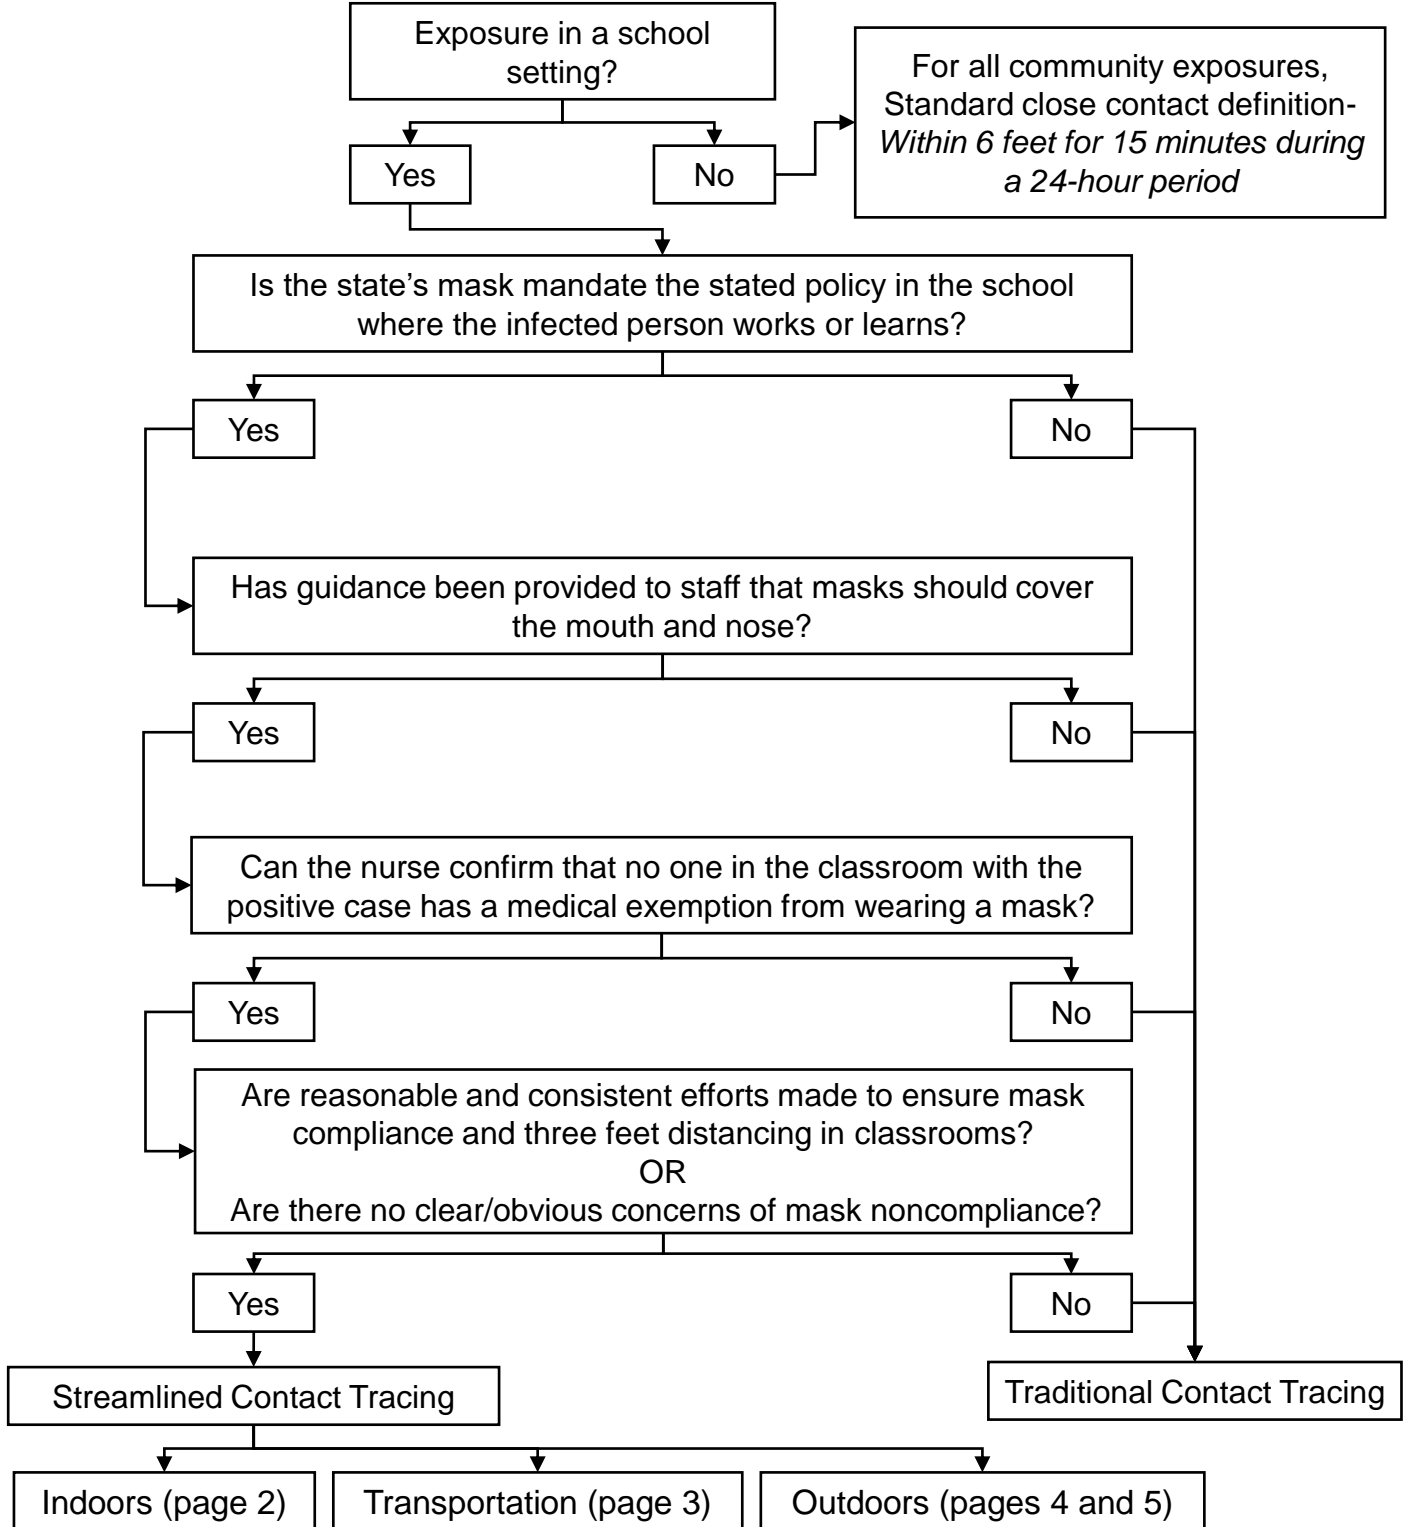 Exposure in a school
setting?
For all community exposures,
Standard close contact definition-
Within 6 feet for 15 minutes during
a 24-hour period
Yes
No
Is the state’s mask mandate the stated policy in the school
where the infected person works or learns?
Yes
No
Has guidance been provided to staff that masks should cover
the mouth and nose?
Yes
No
Can the nurse confirm that no one in the classroom with the
positive case has a medical exemption from wearing a mask?
Yes
No
Are reasonable and consistent efforts made to ensure mask
compliance and three feet distancing in classrooms?
OR
Are there no clear/obvious concerns of mask noncompliance?
Yes
No
Streamlined Contact Tracing
Traditional Contact Tracing
Indoors (page 2)
Transportation (page 3)
Outdoors (pages 4 and 5)